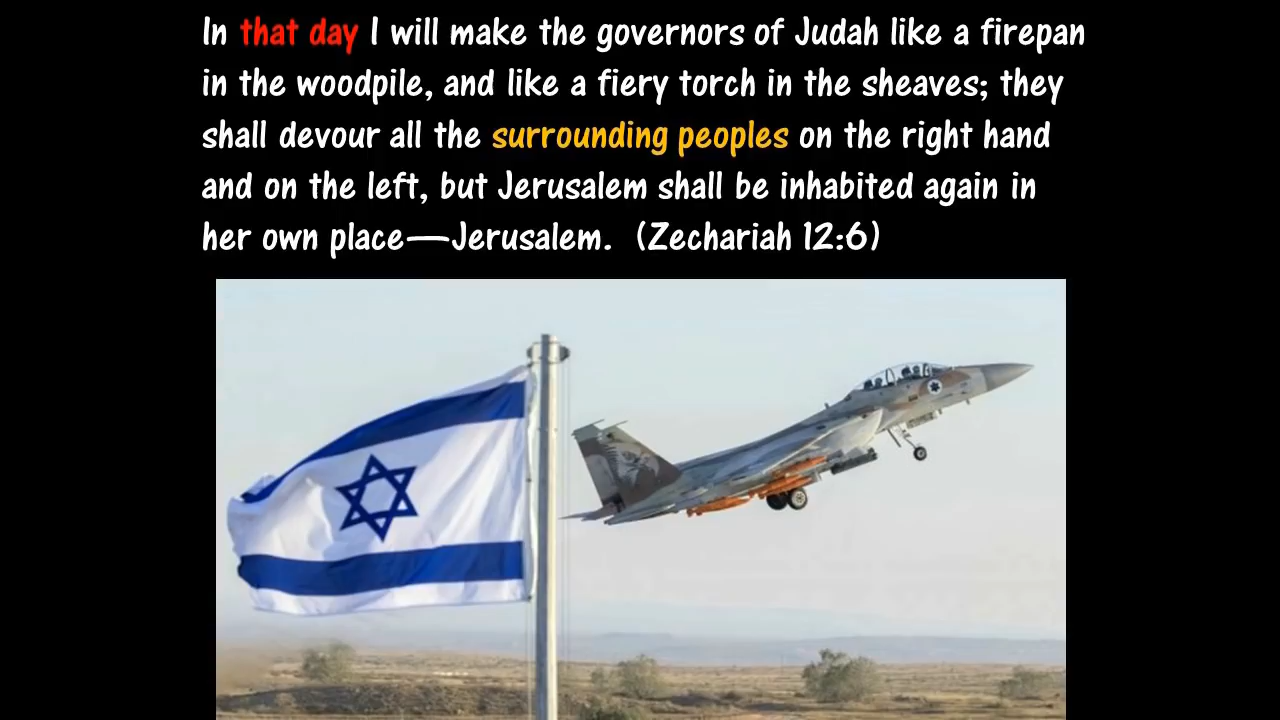 In that day I will make the governors of Judah like a firepan
in the woodpile, and like a fiery torch in the sheaves; they
shall devour all the surrounding peoples on the right hand
and on the left, but Jerusalem shall be inhabited again in
her own place—Jerusalem. (Zechariah 12:6)